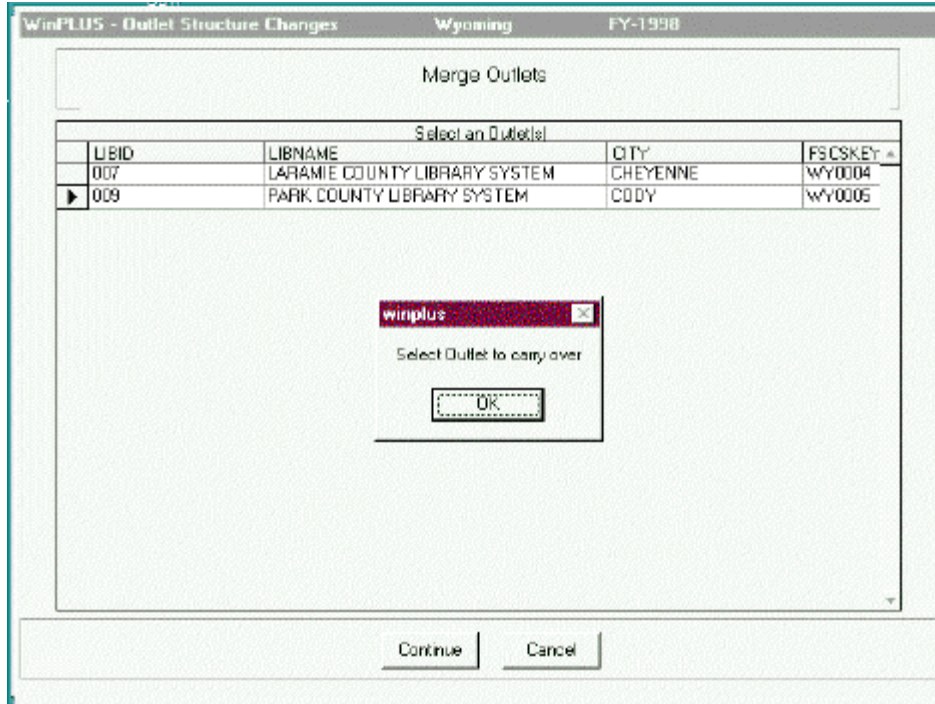 WinPLUS - Outlet Structure Changes Wyoming FY-1998
Merge Outlets
Select an Outlet(s)
LIBID LIBNAME CITY FSCSKEY
007 LARAMIE COUNTY LIBRARY SYSTEM CHEYENNE WY0004
009 PARK COUNTY LIBRARY SYSTEM CODY WY0005
winplus
Select Outlet to carry over
OK
Continue Cancel